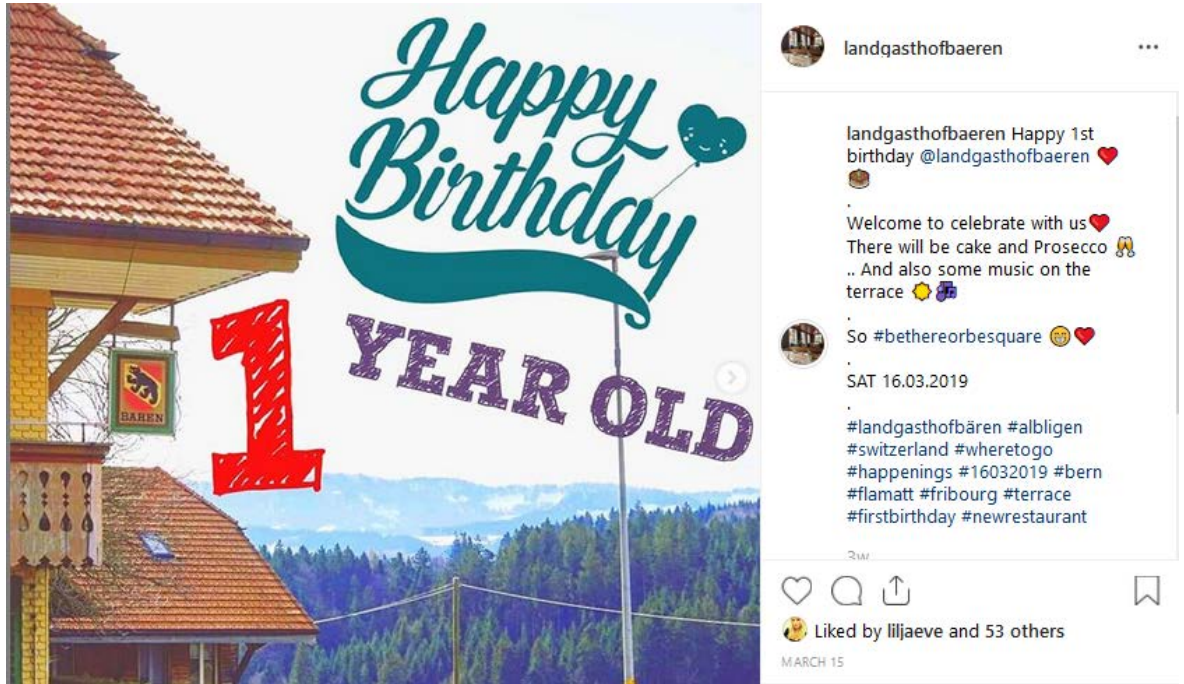 Happy
Birthday
1
YEAR OLD
BÄREN
landgasthofbaeren
landgasthofbaeren Happy 1st
birthday @landgasthofbaeren ❤️
🎂
.
Welcome to celebrate with us❤️
There will be cake and Prosecco 🥂
.. And also some music on the
terrace ☀️🎶
.
So #bethereorbesquare 😁❤️
.
SAT 16.03.2019
.
#landgasthofbären #albligen
#switzerland #wheretogo
#happenings #16032019 #bern
#flamatt #fribourg #terrace
#firstbirthday #newrestaurant
3w
Liked by liljaeve and 53 others
MARCH 15